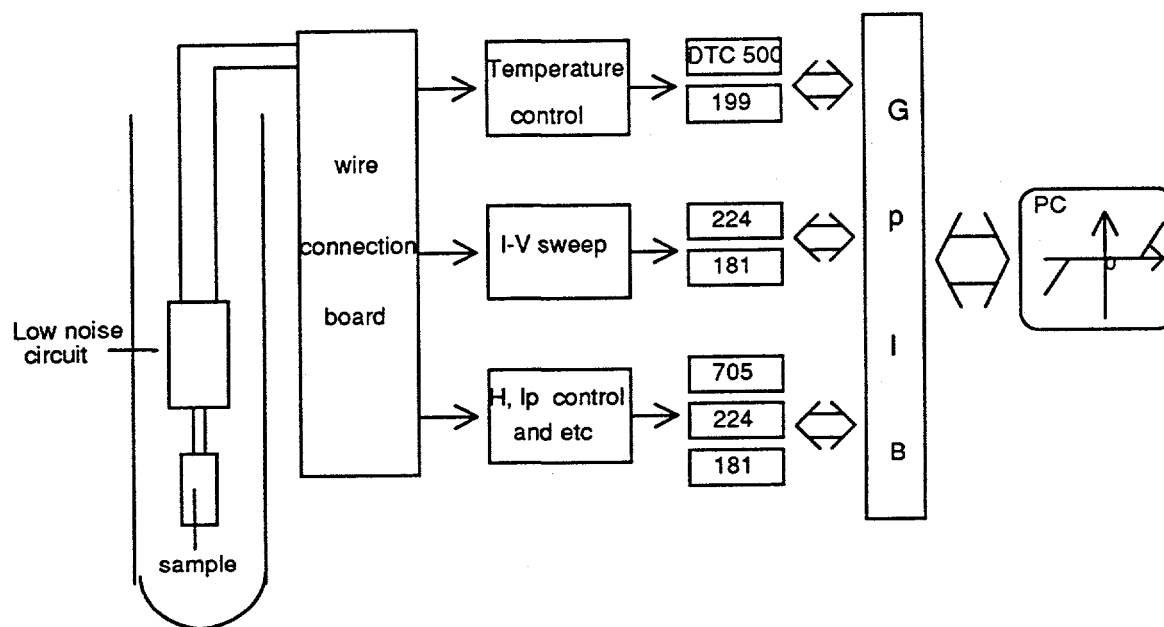 Low noise
circuit
sample
wire
connection
board
Temperature
control
I-V sweep
H, Ip control
and etc
DTC 500
199
224
181
705
224
181
G
p
I
B
PC
0